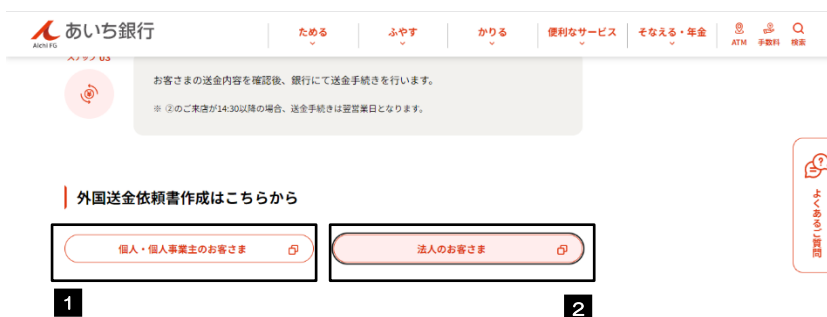 あいち銀行
Aichi FG
ためる
ふやす
かりる
便利なサービス
そなえる・年金
ATM
手数料
検索
ステップ 03
お客さまの送金内容を確認後、銀行にて送金手続きを行います。
※ ②のご来店が14:30以降の場合、送金手続きは翌営業日となります。
よくあるご質問
外国送金依頼書作成はこちらから
個人・個人事業主のお客さま
法人のお客さま
1
2